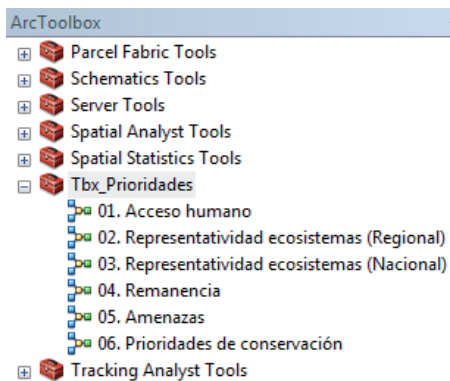 ArcToolbox
Parcel Fabric Tools
Schematics Tools
Server Tools
Spatial Analyst Tools
Spatial Statistics Tools
Tbx_Prioridades
01. Acceso humano
02. Representatividad ecosistemas (Regional)
03. Representatividad ecosistemas (Nacional)
04. Remanencia
05. Amenazas
06. Prioridades de conservación
Tracking Analyst Tools